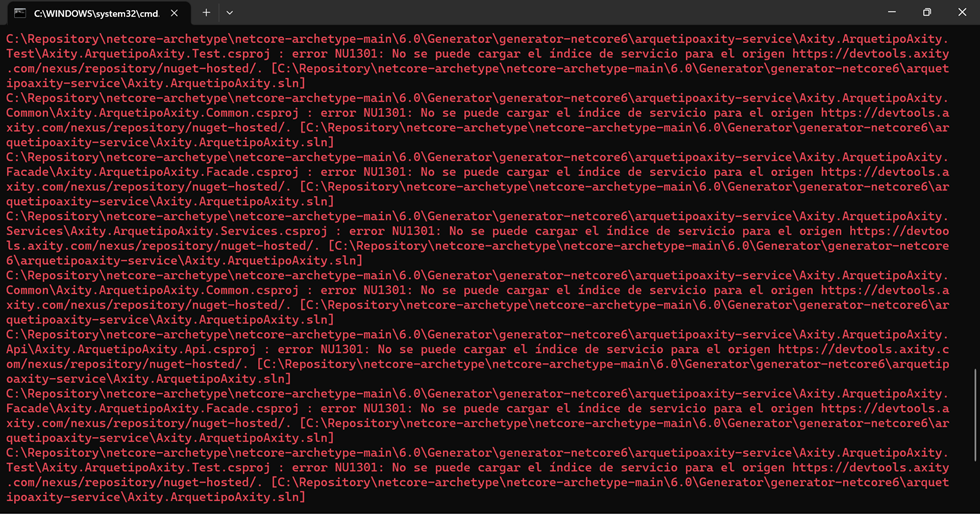 C:\WINDOWS\system32\cmd.
C:\Repository\netcore-archetype\netcore-archetype-main\6.0\Generator\generator-netcore6\arquetipoaxity-service\Axity.ArquetipoAxity.
Test\Axity.ArquetipoAxity.Test.csproj : error NU1301: No se puede cargar el índice de servicio para el origen https://devtools.axity
.com/nexus/repository/nuget-hosted/. [C:\Repository\netcore-archetype\netcore-archetype-main\6.0\Generator\generator-netcore6\arquet
ipoaxity-service\Axity.ArquetipoAxity.sln]
C:\Repository\netcore-archetype\netcore-archetype-main\6.0\Generator\generator-netcore6\arquetipoaxity-service\Axity.ArquetipoAxity.
Common\Axity.ArquetipoAxity.Common.csproj : error NU1301: No se puede cargar el índice de servicio para el origen https://devtools.a
xity.com/nexus/repository/nuget-hosted/. [C:\Repository\netcore-archetype\netcore-archetype-main\6.0\Generator\generator-netcore6\ar
quetipoaxity-service\Axity.ArquetipoAxity.sln]
C:\Repository\netcore-archetype\netcore-archetype-main\6.0\Generator\generator-netcore6\arquetipoaxity-service\Axity.ArquetipoAxity.
Facade\Axity.ArquetipoAxity.Facade.csproj : error NU1301: No se puede cargar el índice de servicio para el origen https://devtools.a
xity.com/nexus/repository/nuget-hosted/. [C:\Repository\netcore-archetype\netcore-archetype-main\6.0\Generator\generator-netcore6\ar
quetipoaxity-service\Axity.ArquetipoAxity.sln]
C:\Repository\netcore-archetype\netcore-archetype-main\6.0\Generator\generator-netcore6\arquetipoaxity-service\Axity.ArquetipoAxity.
Services\Axity.ArquetipoAxity.Services.csproj : error NU1301: No se puede cargar el índice de servicio para el origen https://devtoo
ls.axity.com/nexus/repository/nuget-hosted/. [C:\Repository\netcore-archetype\netcore-archetype-main\6.0\Generator\generator-netcore
6\arquetipoaxity-service\Axity.ArquetipoAxity.sln]
C:\Repository\netcore-archetype\netcore-archetype-main\6.0\Generator\generator-netcore6\arquetipoaxity-service\Axity.ArquetipoAxity.
Common\Axity.ArquetipoAxity.Common.csproj : error NU1301: No se puede cargar el índice de servicio para el origen https://devtools.a
xity.com/nexus/repository/nuget-hosted/. [C:\Repository\netcore-archetype\netcore-archetype-main\6.0\Generator\generator-netcore6\ar
quetipoaxity-service\Axity.ArquetipoAxity.sln]
C:\Repository\netcore-archetype\netcore-archetype-main\6.0\Generator\generator-netcore6\arquetipoaxity-service\Axity.ArquetipoAxity.
Api\Axity.ArquetipoAxity.Api.csproj : error NU1301: No se puede cargar el índice de servicio para el origen https://devtools.axity.c
om/nexus/repository/nuget-hosted/. [C:\Repository\netcore-archetype\netcore-archetype-main\6.0\Generator\generator-netcore6\arquetip
oaxity-service\Axity.ArquetipoAxity.sln]
C:\Repository\netcore-archetype\netcore-archetype-main\6.0\Generator\generator-netcore6\arquetipoaxity-service\Axity.ArquetipoAxity.
Facade\Axity.ArquetipoAxity.Facade.csproj : error NU1301: No se puede cargar el índice de servicio para el origen https://devtools.a
xity.com/nexus/repository/nuget-hosted/. [C:\Repository\netcore-archetype\netcore-archetype-main\6.0\Generator\generator-netcore6\ar
quetipoaxity-service\Axity.ArquetipoAxity.sln]
C:\Repository\netcore-archetype\netcore-archetype-main\6.0\Generator\generator-netcore6\arquetipoaxity-service\Axity.ArquetipoAxity.
Test\Axity.ArquetipoAxity.Test.csproj : error NU1301: No se puede cargar el índice de servicio para el origen https://devtools.axity
.com/nexus/repository/nuget-hosted/. [C:\Repository\netcore-archetype\netcore-archetype-main\6.0\Generator\generator-netcore6\arquet
ipoaxity-service\Axity.ArquetipoAxity.sln]